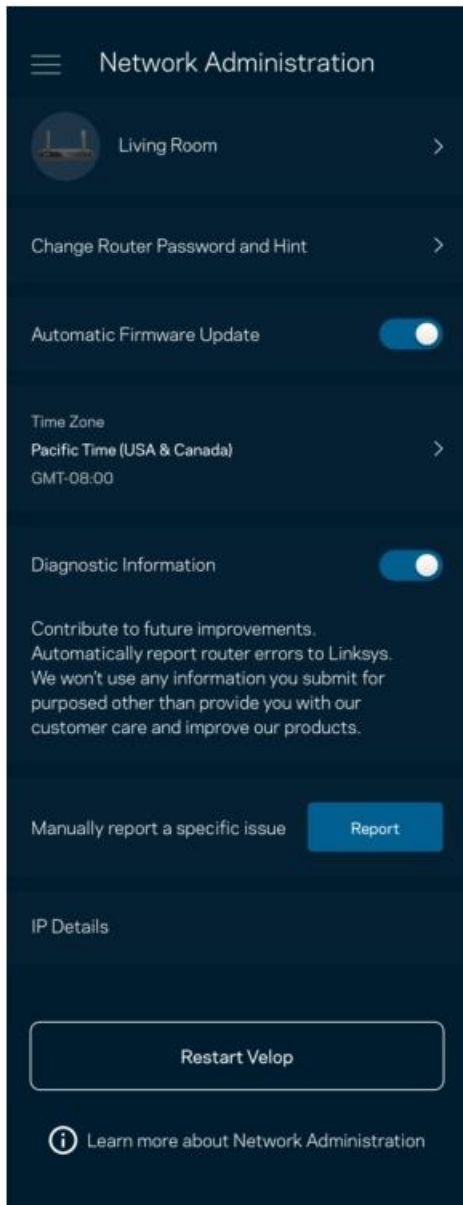 Network Administration
Living Room
Change Router Password and Hint
Automatic Firmware Update
Time Zone
Pacific Time (USA & Canada)
GMT-08:00
Diagnostic Information
Contribute to future improvements.
Automatically report router errors to Linksys.
We won't use any information you submit for
purposed other than provide you with our
customer care and improve our products.
Manually report a specific issue
Report
IP Details
Restart Velop
Learn more about Network Administration